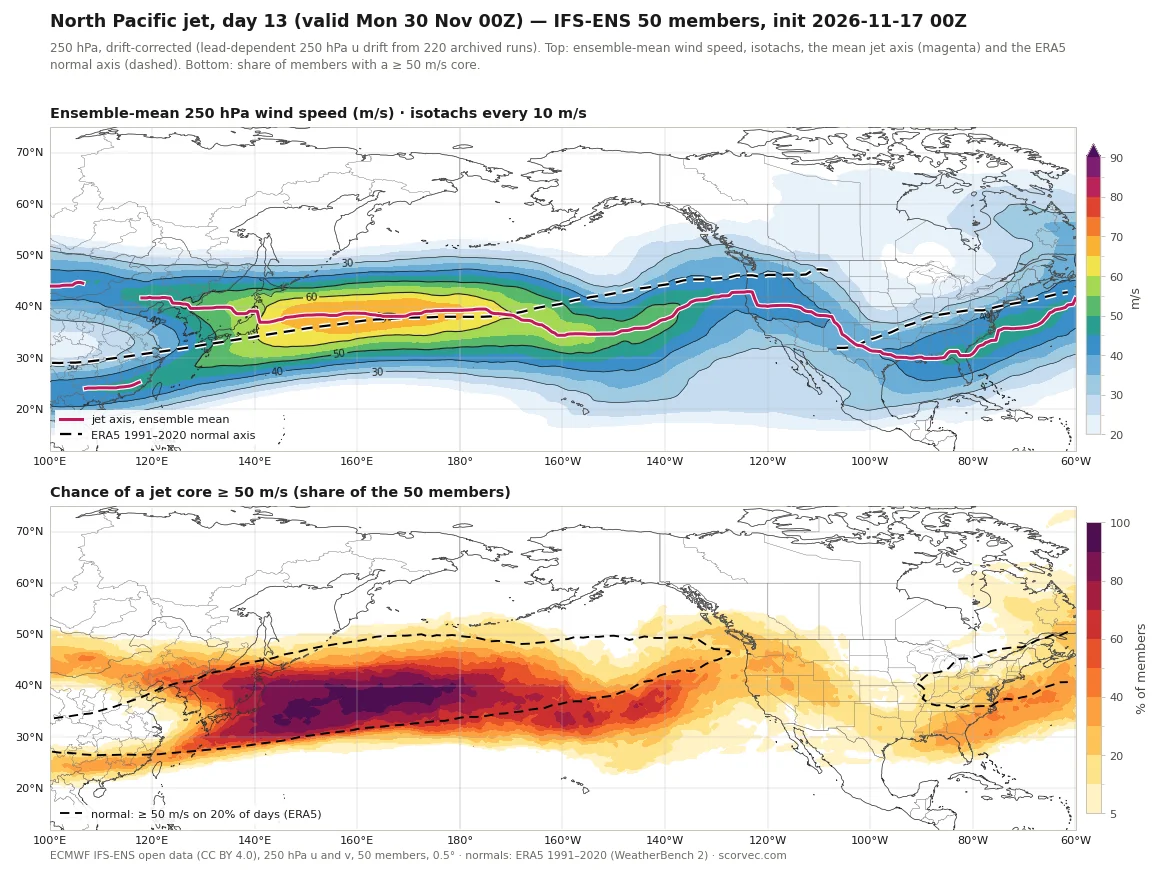 North Pacific jet, day 13 (valid Mon 30 Nov 00Z) — IFS-ENS 50 members, init 2026-11-17 00Z
250 hPa, drift-corrected (lead-dependent 250 hPa u drift from 220 archived runs). Top: ensemble-mean wind speed, isotachs, the mean jet axis (magenta) and the ERA5
normal axis (dashed). Bottom: share of members with a ≥ 50 m/s core.
Ensemble-mean 250 hPa wind speed (m/s) · isotachs every 10 m/s
70°N
60°N
50°N
40°N
30°N
20°N
30
60
40
50
40
30
jet axis, ensemble mean
ERA5 1991–2020 normal axis
100°E 120°E 140°E 160°E 180° 160°W 140°W 120°W 100°W 80°W 60°W
90
80
70
60
50
40
30
20
m/s
Chance of a jet core ≥ 50 m/s (share of the 50 members)
70°N
60°N
50°N
40°N
30°N
20°N
normal: ≥ 50 m/s on 20% of days (ERA5)
100°E 120°E 140°E 160°E 180° 160°W 140°W 120°W 100°W 80°W 60°W
100
80
60
40
20
5
% of members
ECMWF IFS-ENS open data (CC BY 4.0), 250 hPa u and v, 50 members, 0.5° · normals: ERA5 1991–2020 (WeatherBench 2) · scorvec.com